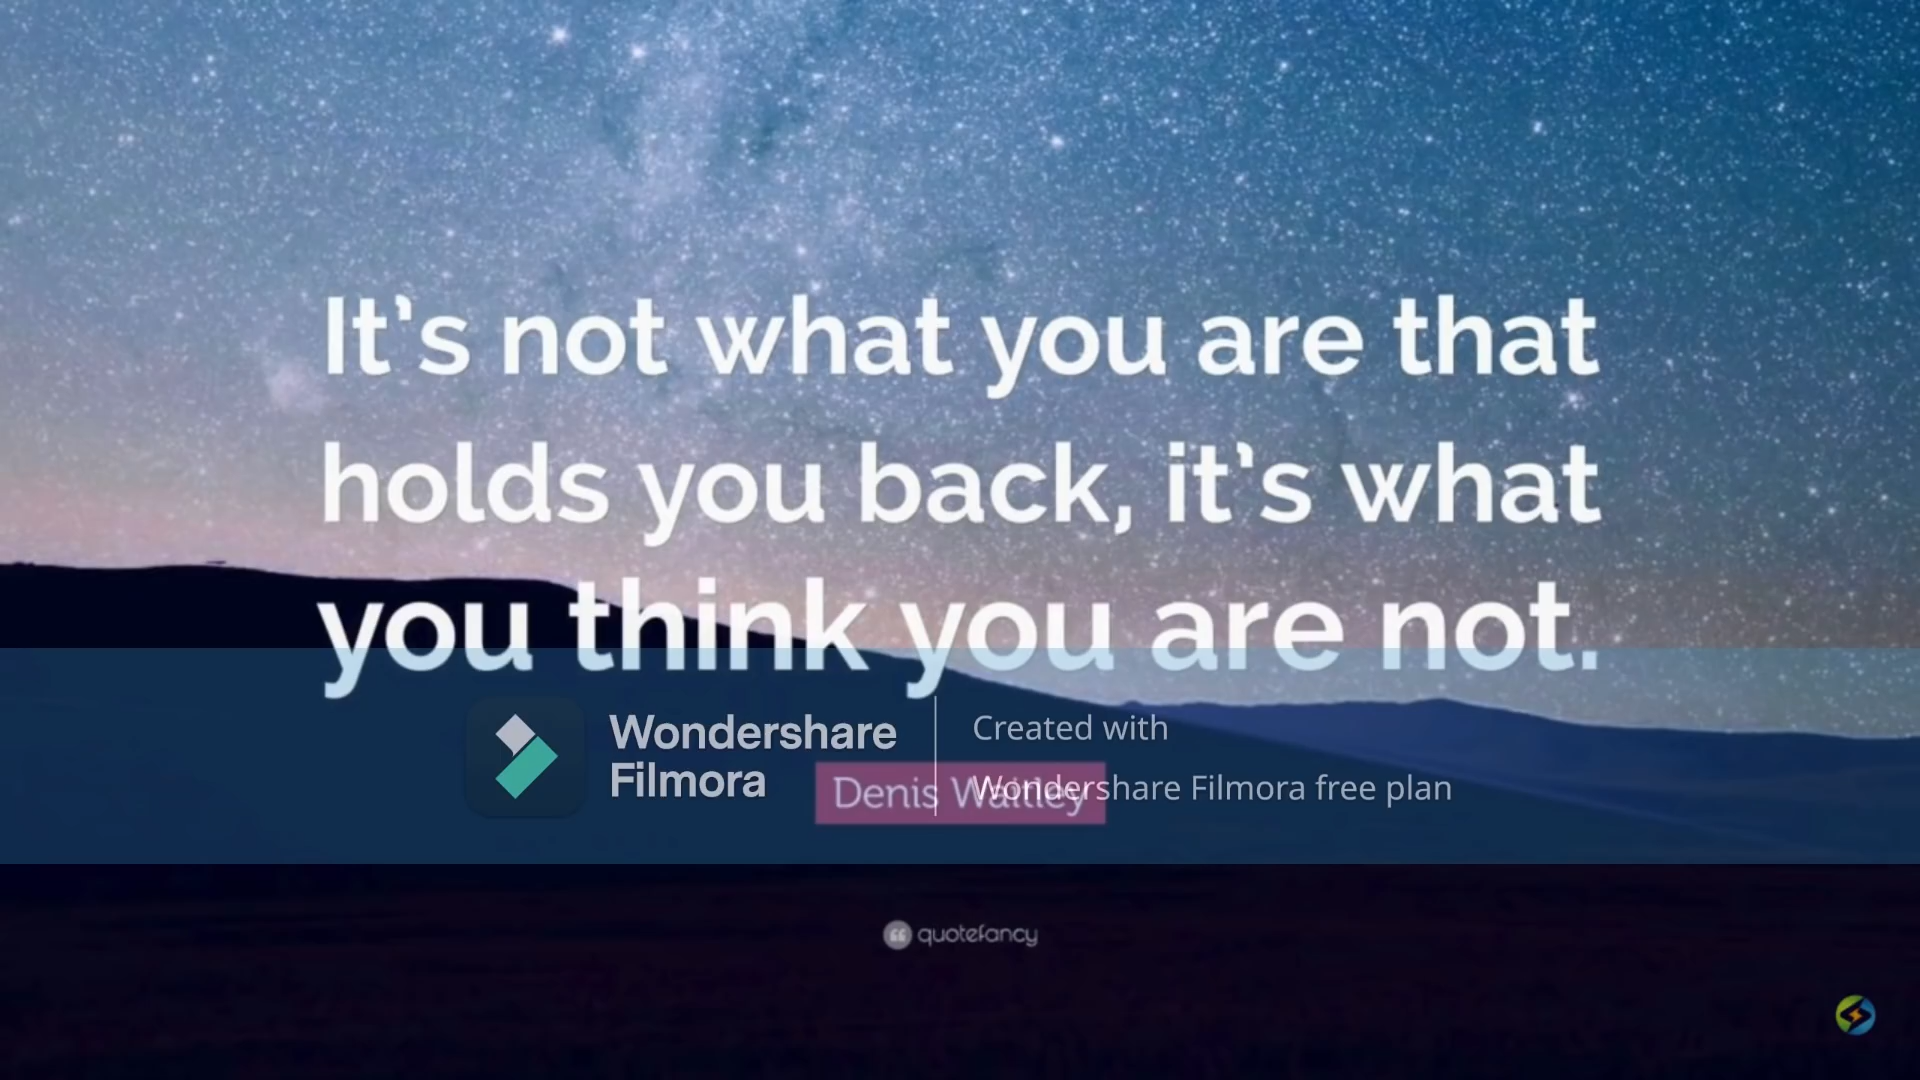 It’s not what you are that
holds you back, it’s what
you think you are not.
Wondershare
Filmora
Created with
Wondershare Filmora free plan
Denis Waitley
quotefancy